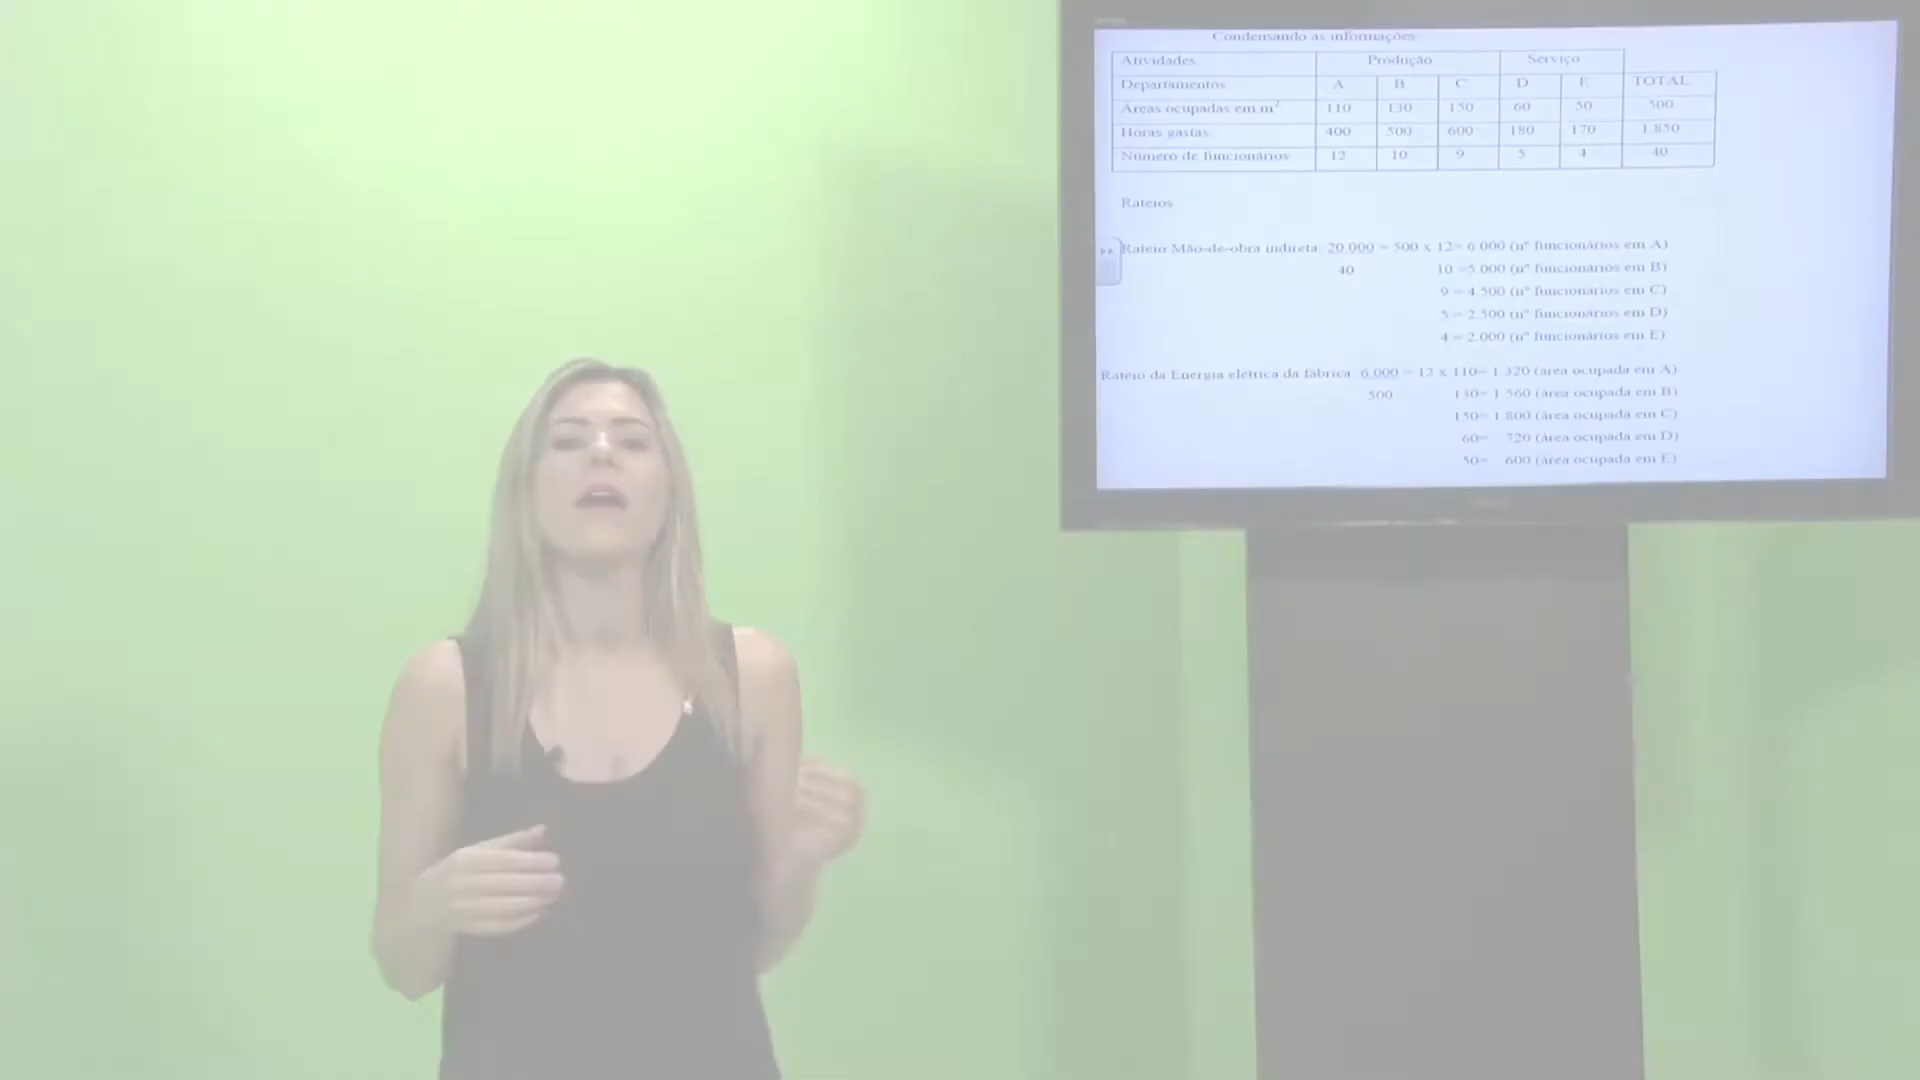 Condensando as informações
Atividades Produção Serviço
Departamentos A B C D E TOTAL
Áreas ocupadas em m² 110 130 150 60 50 500
Horas gastas 400 500 600 180 170 1.850
Número de funcionários 12 10 9 5 4 40
Rateios
Rateio Mão-de-obra indireta: 20.000 = 500 x 12= 6.000 (nº funcionários em A)
40 10 =5.000 (nº funcionários em B)
9 = 4.500 (nº funcionários em C)
5 = 2.500 (nº funcionários em D)
4 = 2.000 (nº funcionários em E)
Rateio da Energia elétrica da fábrica: 6.000 = 12 x 110= 1.320 (área ocupada em A)
500 130= 1.560 (área ocupada em B)
150= 1.800 (área ocupada em C)
60= 720 (área ocupada em D)
50= 600 (área ocupada em E)